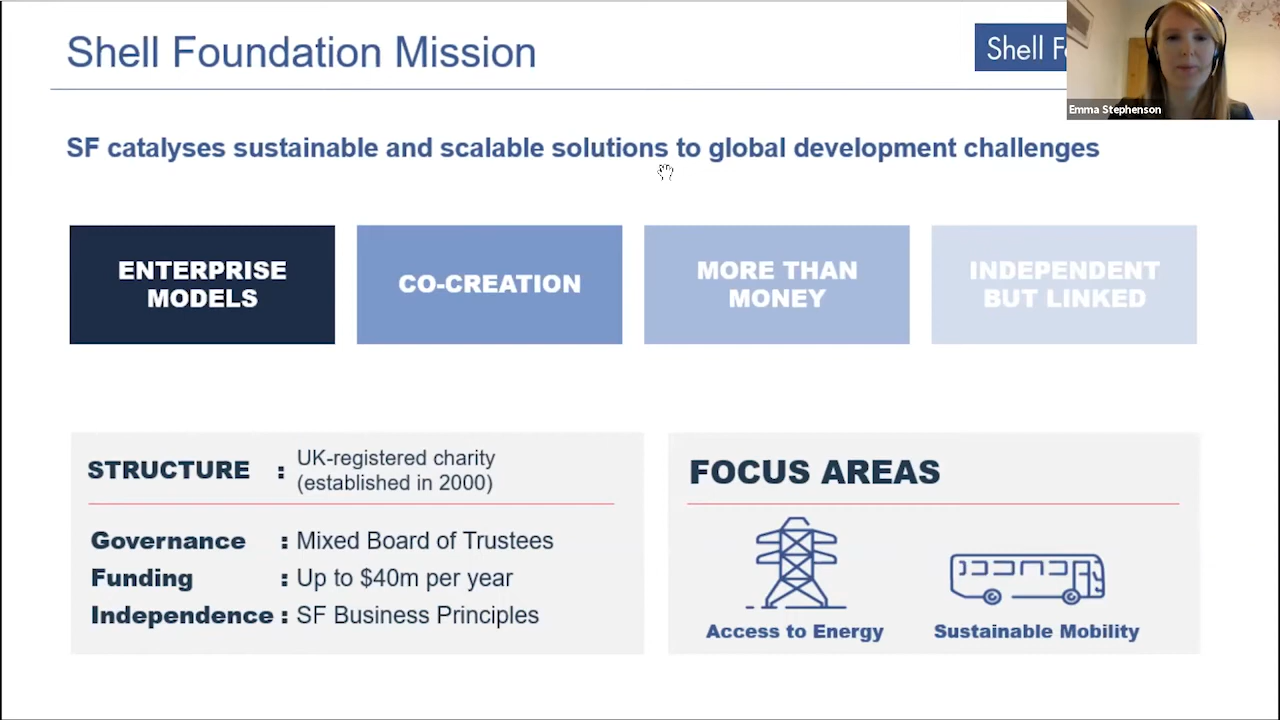 Shell Foundation Mission
Shell
Emma Stephenson
SF catalyses sustainable and scalable solutions to global development challenges
ENTERPRISE
MODELS
CO-CREATION
MORE THAN
MONEY
INDEPENDENT
BUT LINKED
STRUCTURE : UK-registered charity
(established in 2000)
Governance : Mixed Board of Trustees
Funding : Up to $40m per year
Independence : SF Business Principles
FOCUS AREAS
Access to Energy
Sustainable Mobility